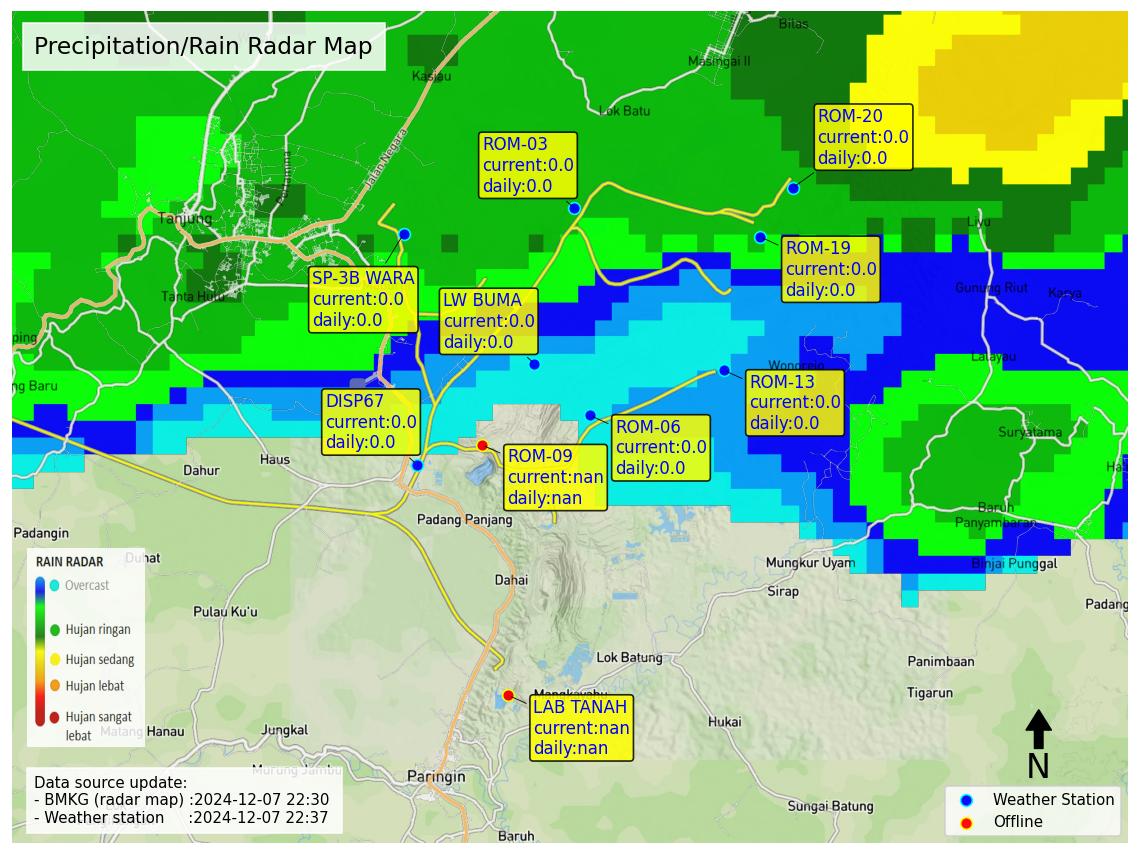 Precipitation/Rain Radar Map
Bilas
Masingai II
Kasiau
Lok Batu
Jalan Negara
ROM-20
current:0.0
daily:0.0
ROM-03
current:0.0
daily:0.0
Tanjung
Liyu
ROM-19
current:0.0
daily:0.0
SP-3B WARA
current:0.0
daily:0.0
LW BUMA
current:0.0
daily:0.0
Tanta Hulu
Gunung Riut
Karya
ping
Lalayau
ng Baru
ROM-13
current:0.0
daily:0.0
DISP67
current:0.0
daily:0.0
ROM-06
current:0.0
daily:0.0
Suryatama
ROM-09
current:nan
daily:nan
Haus
Dahur
Ha
Baruh
Panyambaran
Padang Panjang
Padangin
Duhat
Mungkur Uyam
Binjai Punggal
Dahai
Sirap
Padang
Pulau Ku'u
RAIN RADAR
Overcast
Hujan ringan
Hujan sedang
Hujan lebat
Hujan sangat
lebat
Lok Batung
Panimbaan
Tigarun
LAB TANAH
current:nan
daily:nan
Matang Hanau
Jungkal
Hukai
Murung Jambu
Paringin
Sungai Batung
Baruh
Data source update:
- BMKG (radar map) :2024-12-07 22:30
- Weather station :2024-12-07 22:37
N
Weather Station
Offline